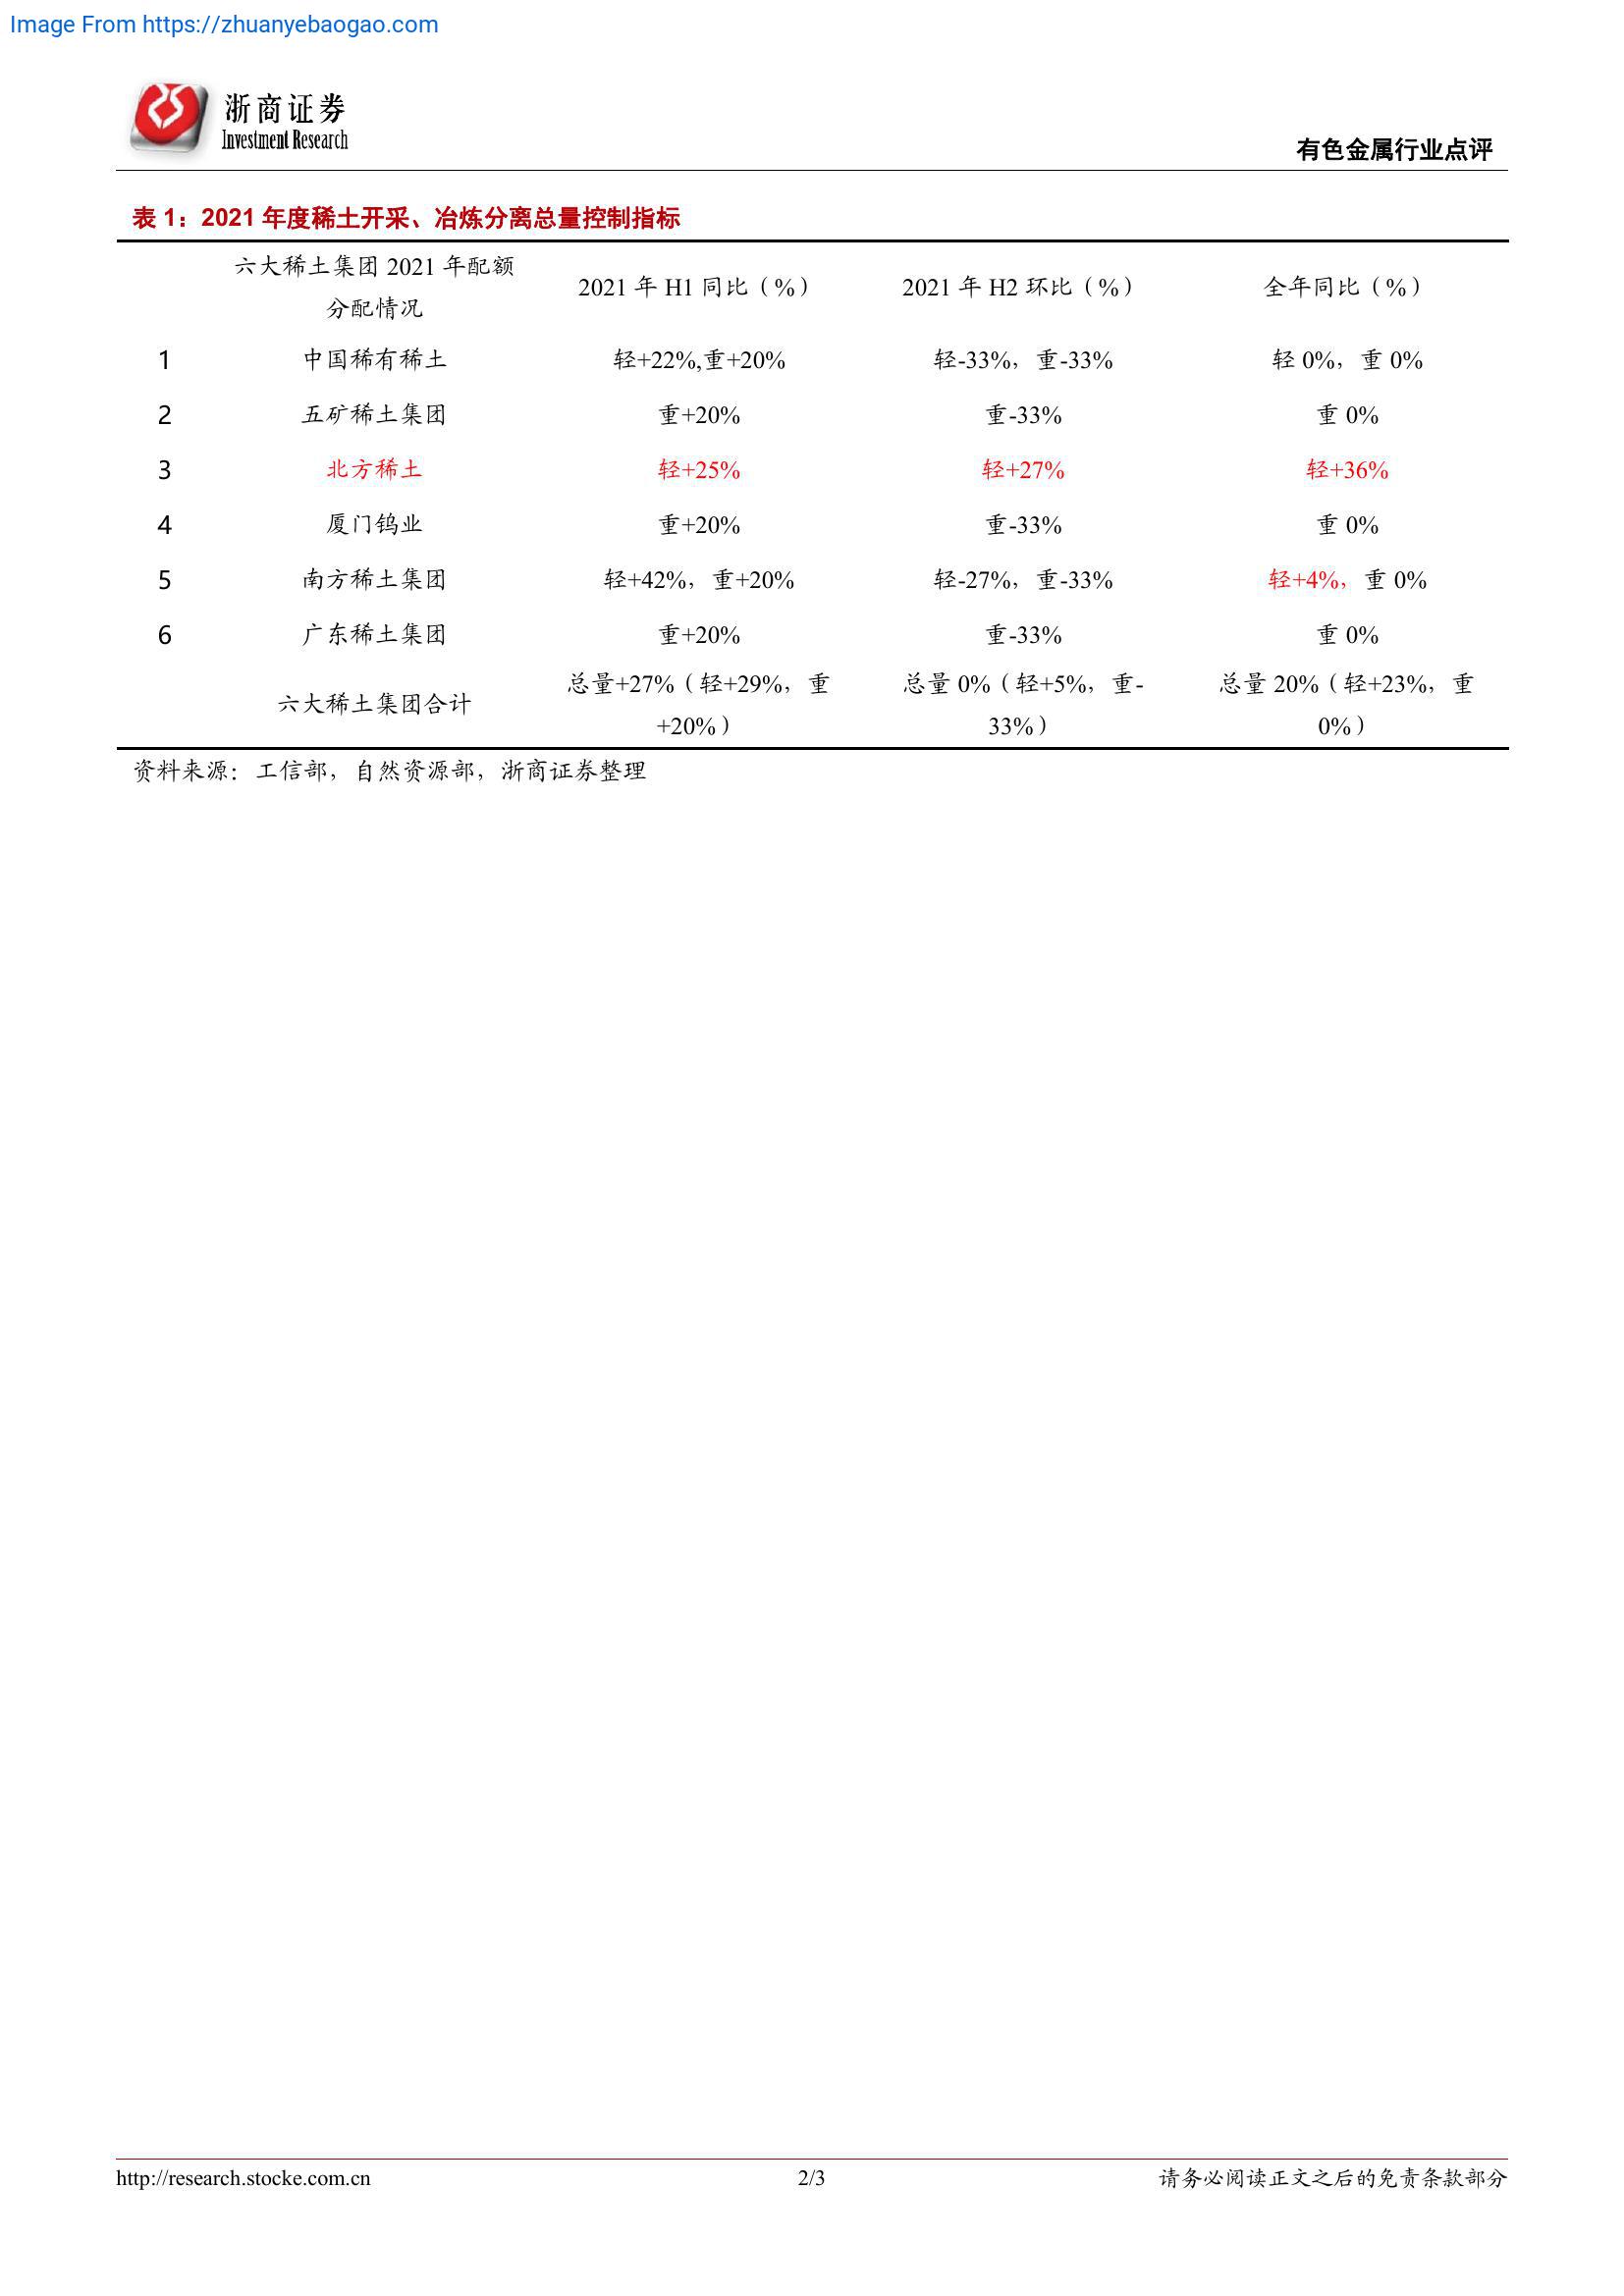 Image From https://zhuanyebaogao.com
浙商证券
Investment Research
有色金属行业点评
表 1：2021 年度稀土开采、冶炼分离总量控制指标
六大稀土集团 2021 年配额
分配情况
2021 年 H1 同比（%）
2021 年 H2 环比（%）
全年同比（%）
1 中国稀有稀土 轻+22%,重+20% 轻-33%，重-33% 轻 0%，重 0%
2 五矿稀土集团 重+20% 重-33% 重 0%
3 北方稀土 轻+25% 轻+27% 轻+36%
4 厦门钨业 重+20% 重-33% 重 0%
5 南方稀土集团 轻+42%，重+20% 轻-27%，重-33% 轻+4%，重 0%
6 广东稀土集团 重+20% 重-33% 重 0%
六大稀土集团合计
总量+27%（轻+29%，重
+20%）
总量 0%（轻+5%，重-
33%）
总量 20%（轻+23%，重
0%）
资料来源：工信部，自然资源部，浙商证券整理
http://research.stocke.com.cn 2/3 请务必阅读正文之后的免责条款部分